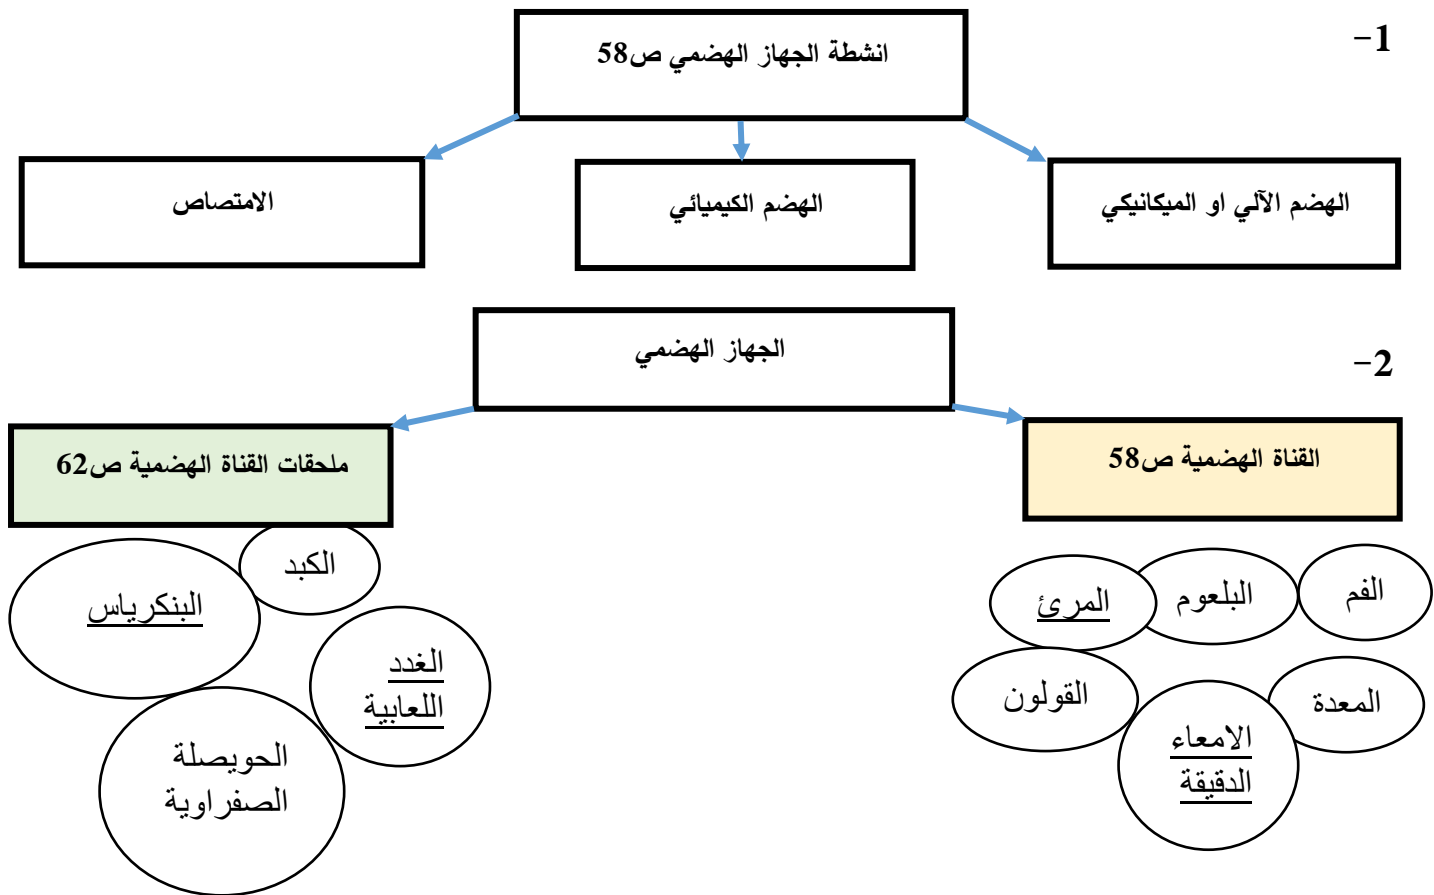 1-
انشطة الجهاز الهضمي ص58
الهضم الآلي او الميكانيكي
الهضم الكيميائي
الامتصاص
2-
الجهاز الهضمي
القناة الهضمية ص58
ملحقات القناة الهضمية ص62
الفم
البلعوم
المرئ
المعدة
الامعاء
الدقيقة
القولون
الكبد
البنكرياس
الغدد
اللعابية
الحويصلة
الصفراوية